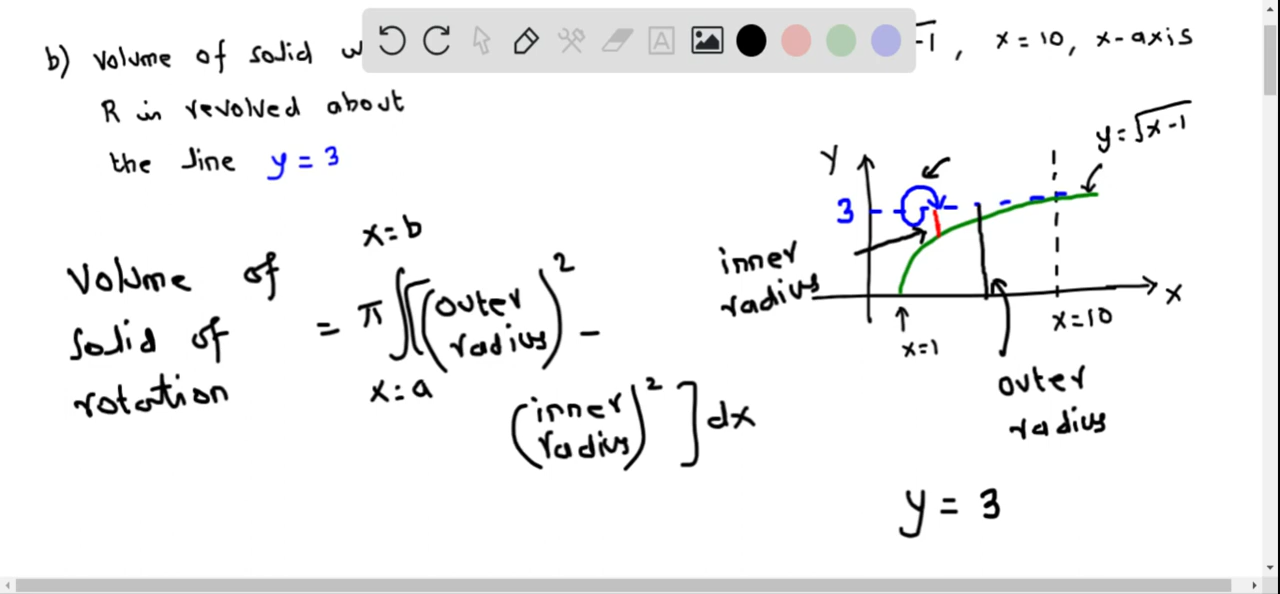 b) Volume of solid w
√-1, x = 10, x-axis
R is revolved about
the line y = 3
Volume of solid of rotation = π ∫[(outer radius)² -
x=b
x=a
(inner radius)²] dx
Y
3
inner radius
y = √x-1
X
x=1
x=10
outer radius
y = 3
A